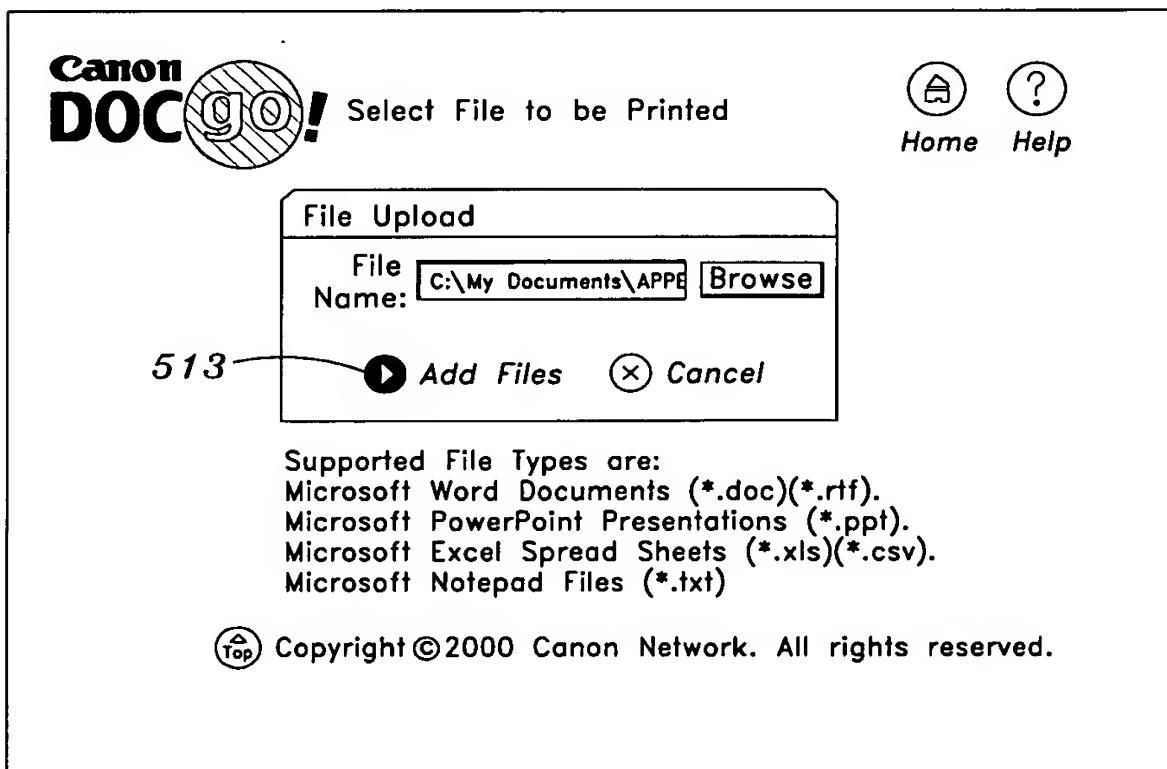 Canon
DOC go! Select File to be Printed
Home Help
File Upload
File Name: C:\My Documents\APPE Browse
513
Add Files Cancel
Supported File Types are:
Microsoft Word Documents (*.doc)(*.rtf).
Microsoft PowerPoint Presentations (*.ppt).
Microsoft Excel Spread Sheets (*.xls)(*.csv).
Microsoft Notepad Files (*.txt)
Top Copyright ©2000 Canon Network. All rights reserved.